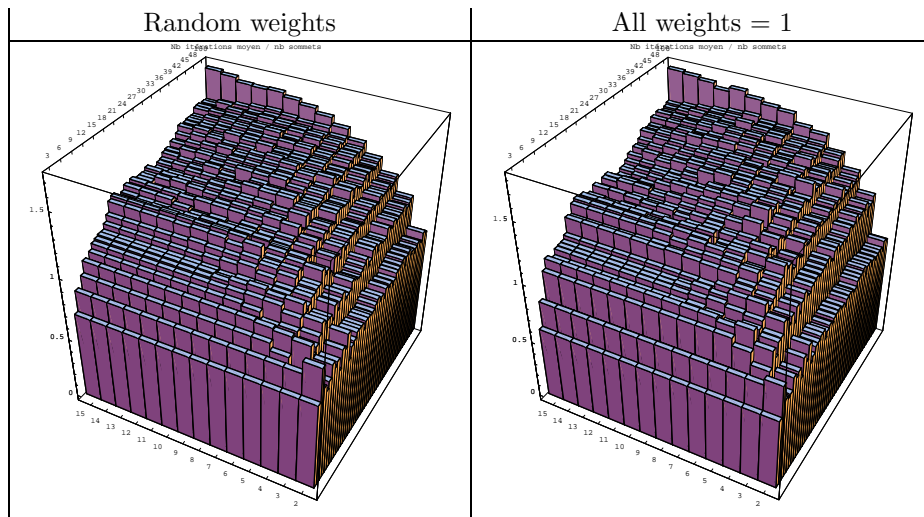 Random weights
All weights = 1
Nb itérations moyen / nb sommets
3 6 9 12 15 18 21 24 27 30 33 36 39 42 45 48
0 0.5 1 1.5
15 14 13 12 11 10 9 8 7 6 5 4 3 2
Nb itérations moyen / nb sommets
3 6 9 12 15 18 21 24 27 30 33 36 39 42 45 48
0 0.5 1 1.5
15 14 13 12 11 10 9 8 7 6 5 4 3 2